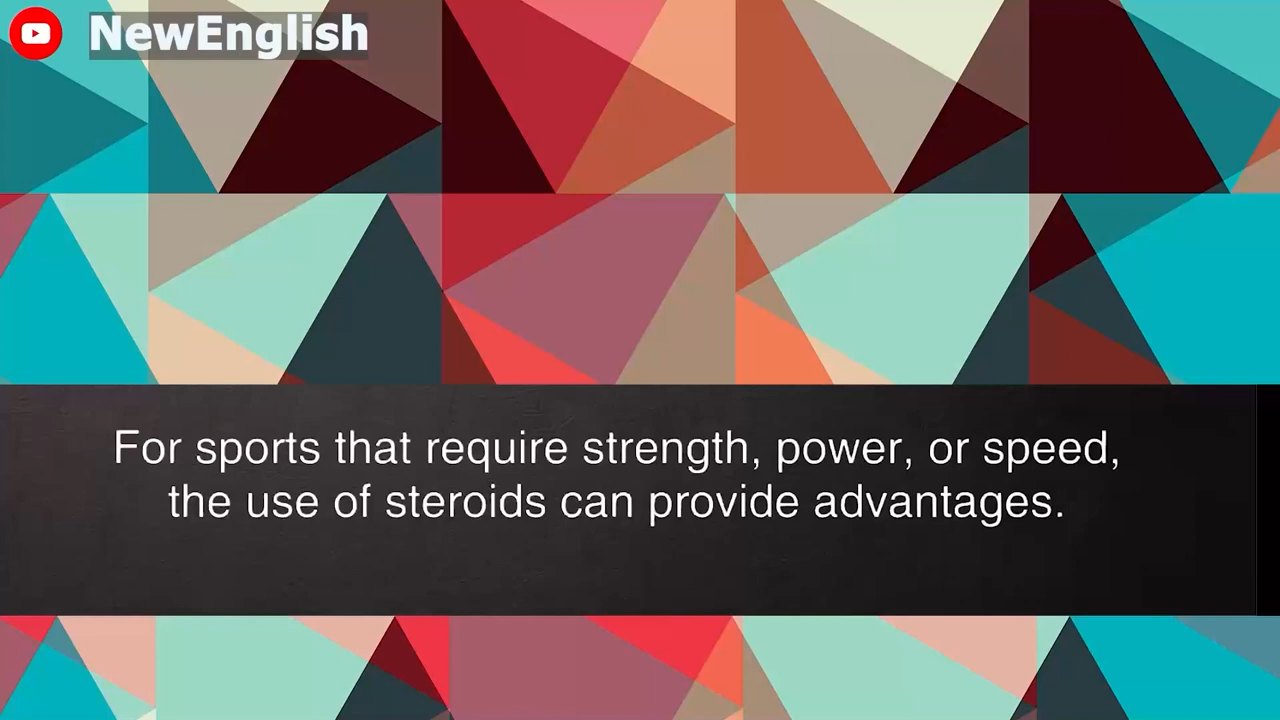 NewEnglish
For sports that require strength, power, or speed,
the use of steroids can provide advantages.